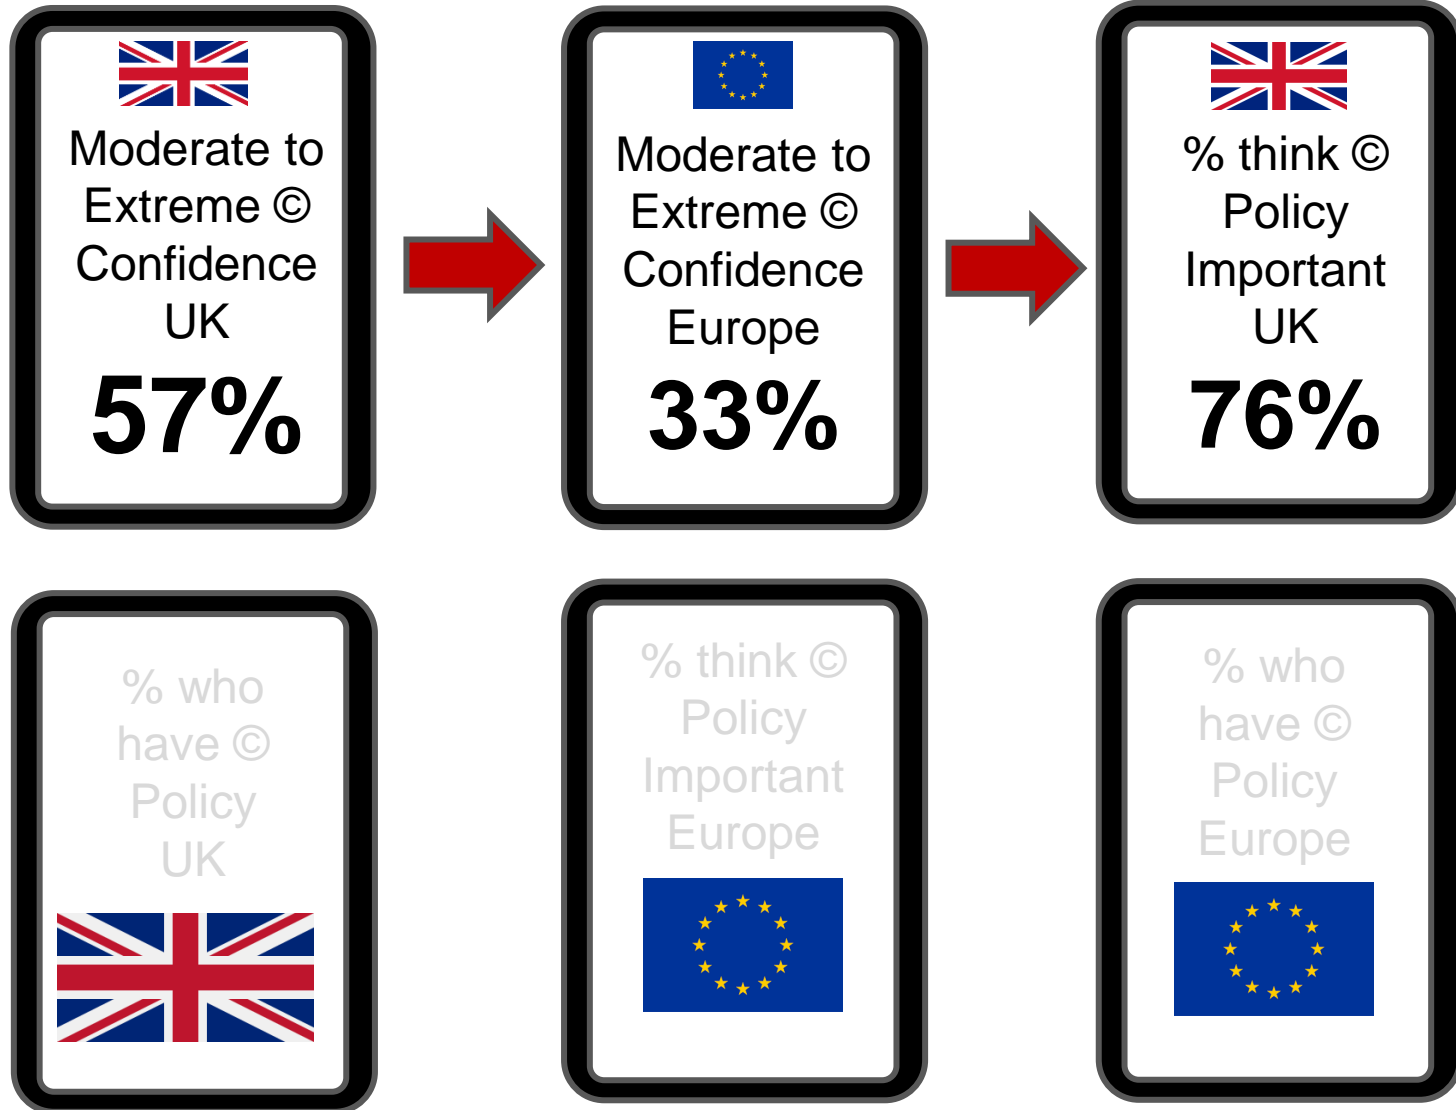 Moderate to
Extreme ©
Confidence
UK
57%
Moderate to
Extreme ©
Confidence
Europe
33%
% think ©
Policy
Important
UK
76%
% who
have ©
Policy
UK
% think ©
Policy
Important
Europe
% who
have ©
Policy
Europe